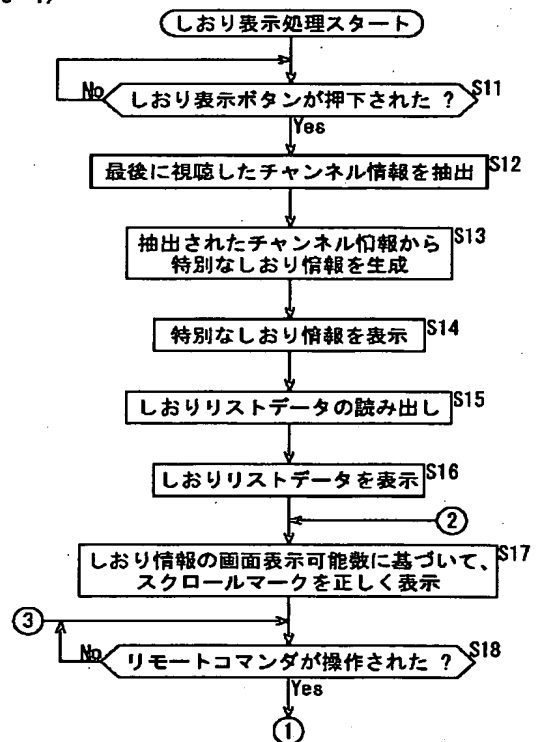 しおり表示処理スタート
No
しおり表示ボタンが押下された ?
S11
Yes
最後に視聴したチャンネル情報を抽出
S12
抽出されたチャンネル情報から
特別なしおり情報を生成
S13
特別なしおり情報を表示
S14
しおりリストデータの読み出し
S15
しおりリストデータを表示
S16
②
しおり情報の画面表示可能数に基づいて、
スクロールマークを正しく表示
S17
③
No
リモートコマンダが操作された ?
S18
Yes
①